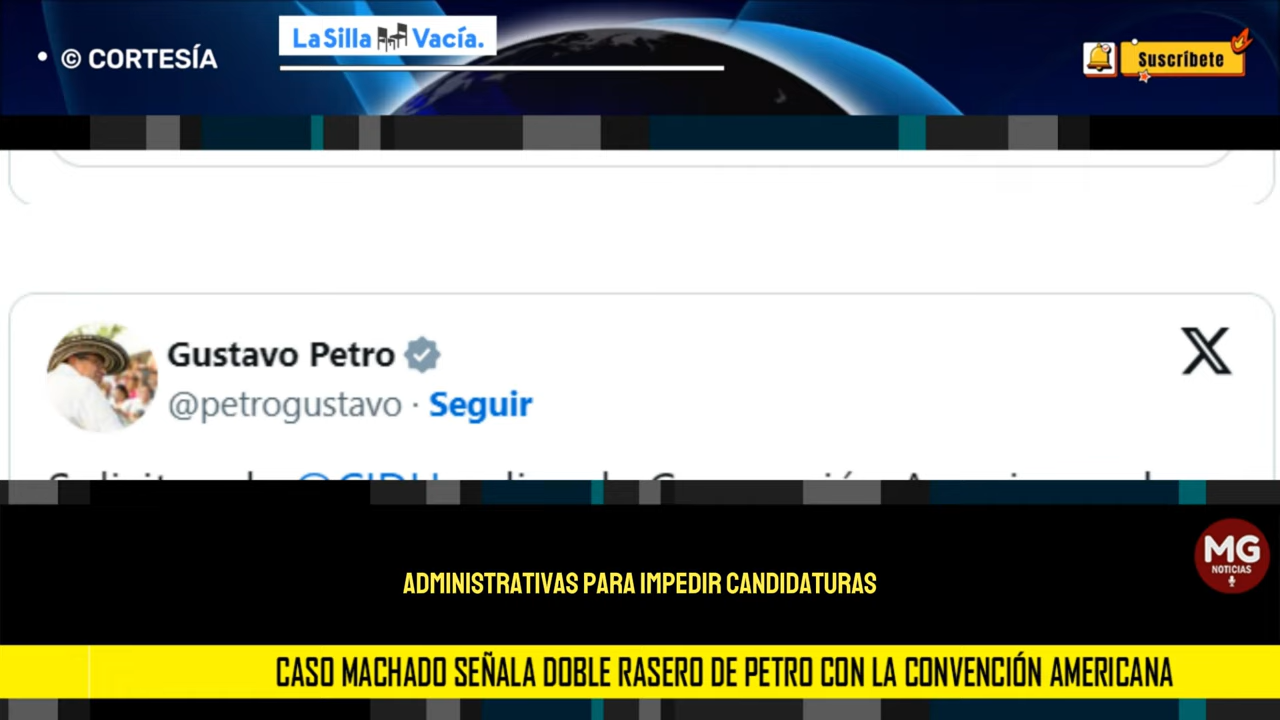 • © CORTESÍA
La Silla Vacía.
Suscríbete
Gustavo Petro
@petrogustavo · Seguir
ADMINISTRATIVAS PARA IMPEDIR CANDIDATURAS
MG
NOTICIAS
CASO MACHADO SEÑALA DOBLE RASERO DE PETRO CON LA CONVENCIÓN AMERICANA